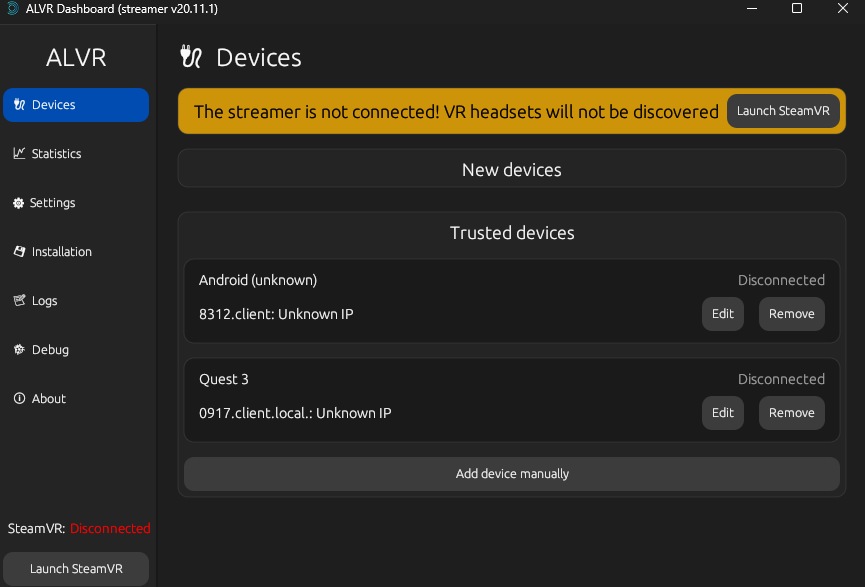 ALVR Dashboard (streamer v20.11.1)
ALVR
Devices
Statistics
Settings
Installation
Logs
Debug
About
SteamVR: Disconnected
Launch SteamVR
Devices
The streamer is not connected! VR headsets will not be discovered
Launch SteamVR
New devices
Trusted devices
Android (unknown)
Disconnected
8312.client: Unknown IP
Edit
Remove
Quest 3
Disconnected
0917.client.local.: Unknown IP
Edit
Remove
Add device manually